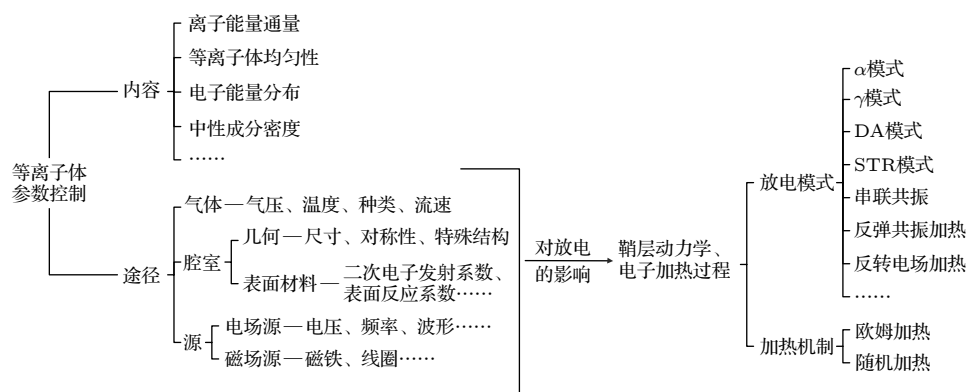 等离子体
参数控制
内容
离子能量通量
等离子体均匀性
电子能量分布
中性成分密度
……
途径
气体—气压、温度、种类、流速
腔室
几何—尺寸、对称性、特殊结构
表面材料—二次电子发射系数、
表面反应系数……
源
电场源—电压、频率、波形……
磁场源—磁铁、线圈……
对放电
的影响
鞘层动力学、
电子加热过程
放电模式
α模式
γ模式
DA模式
STR模式
串联共振
反弹共振加热
反转电场加热
……
加热机制
欧姆加热
随机加热